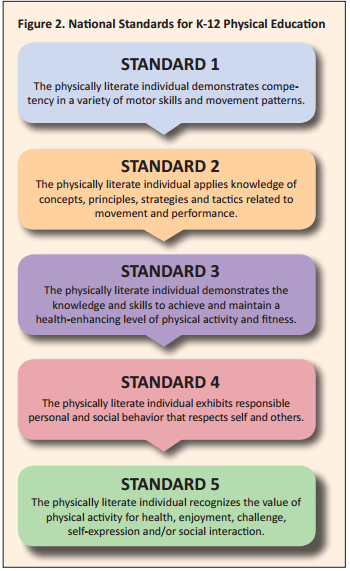 Figure 2. National Standards for K-12 Physical Education
STANDARD 1
The physically literate individual demonstrates compe-
tency in a variety of motor skills and movement patterns.
STANDARD 2
The physically literate individual applies knowledge of
concepts, principles, strategies and tactics related to
movement and performance.
STANDARD 3
The physically literate individual demonstrates the
knowledge and skills to achieve and maintain a
health-enhancing level of physical activity and fitness.
STANDARD 4
The physically literate individual exhibits responsible
personal and social behavior that respects self and others.
STANDARD 5
The physically literate individual recognizes the value of
physical activity for health, enjoyment, challenge,
self-expression and/or social interaction.